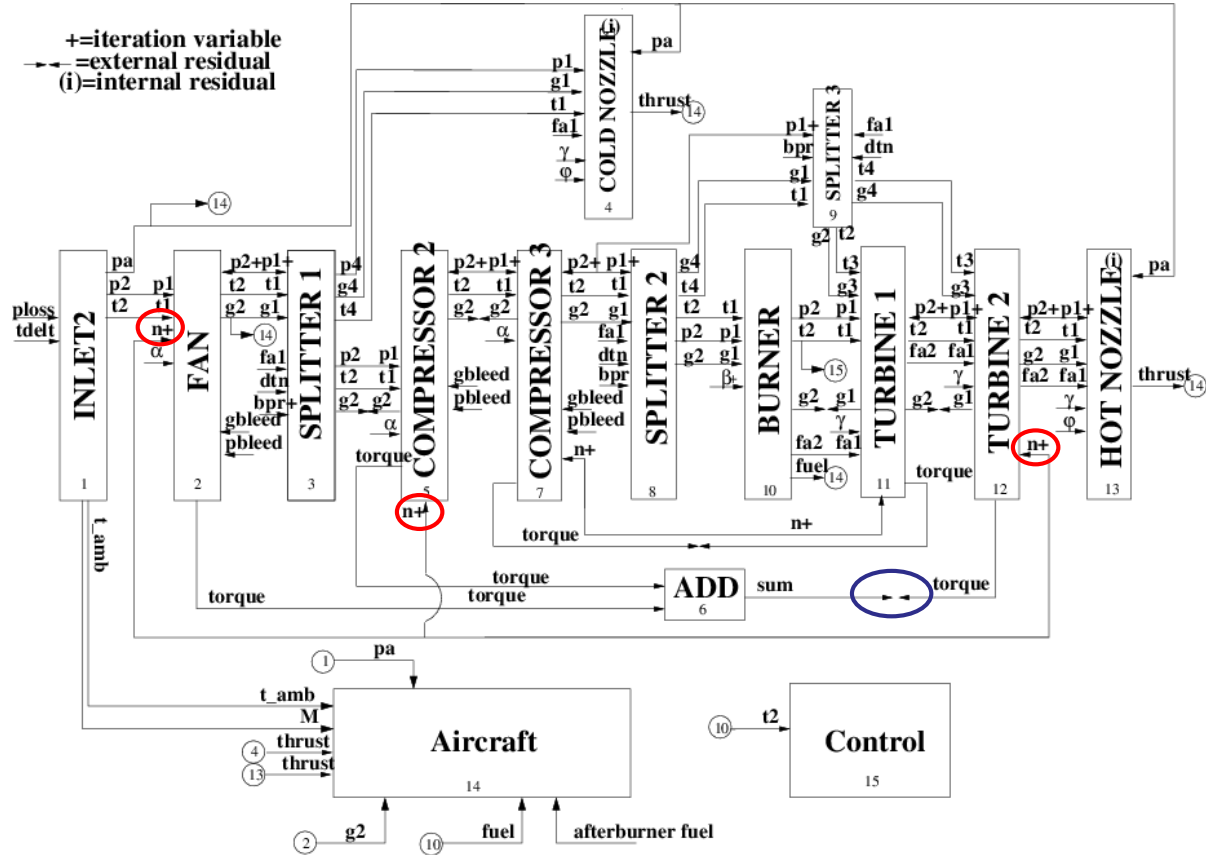 +=iteration variable
=external residual
(i)=internal residual
(i)
COLD NOZZLE
4
p1
g1
t1
fa1
γ
φ
pa
thrust
14
SPLITTER 3
9
p1+
bpr
g1
t1
fa1
dtn
t4
g4
g2
t2
14
INLET2
1
ploss
tdelt
pa
p2
t2
t_amb
FAN
2
p1
t1
n+
α
p2+
t2
g2
14
gbleed
pbleed
torque
SPLITTER 1
3
p1+
t1
g1
fa1
dtn
bpr+
p4
g4
t4
p2
t2
g2
COMPRESSOR 2
5
p1
t1
g2
α
torque
n+
p2+
t2
g2
gbleed
pbleed
COMPRESSOR 3
7
p1+
t1
g2
α
p2+
t2
g2
gbleed
pbleed
n+
torque
SPLITTER 2
8
p1+
t1
g1
fa1
dtn
bpr
g4
t4
p2
g2
t2
BURNER
10
t1
p1
g1
β+
p2
t2
15
g2
fa2
fuel
14
TURBINE 1
11
t3
g3
p1
t1
g1
γ
fa1
p2+
t2
fa2
g2
n+
torque
TURBINE 2
12
t3
g3
p1+
t1
fa1
γ
g1
p2+
t2
g2
fa2
n+
torque
(i)
HOT NOZZLE
13
pa
p1+
t1
g1
fa1
γ
φ
thrust
14
torque
torque
ADD
6
sum
1
pa
t_amb
M
4
thrust
13
thrust
Aircraft
14
2
g2
10
fuel
afterburner fuel
10
t2
Control
15